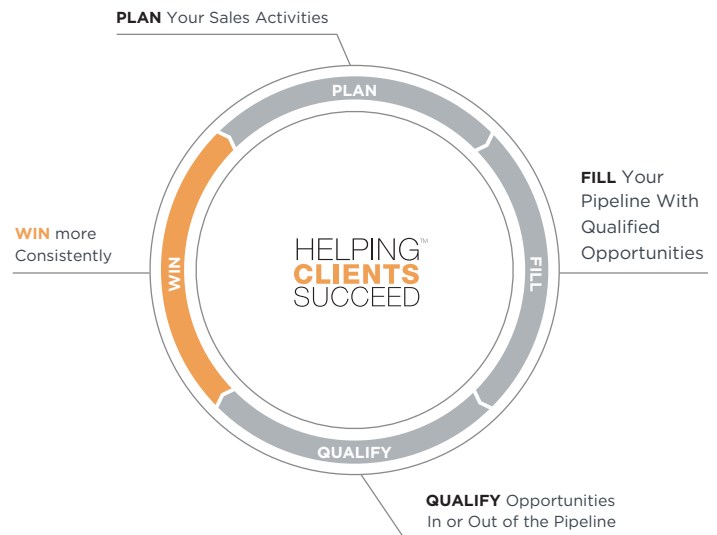 PLAN Your Sales Activities
PLAN
FILL Your
Pipeline With
Qualified
Opportunities
WIN more
Consistently
WIN
HELPING™
CLIENTS
SUCCEED
FILL
QUALIFY
QUALIFY Opportunities
In or Out of the Pipeline